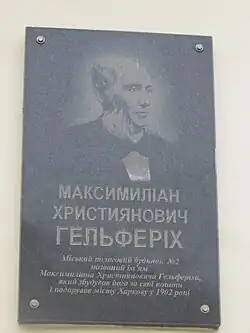 МАКСИМИЛІАН
ХРИСТИЯНОВИЧ
ГЕЛЬФЕРІХ
Міський пологовий будинок №2
названий ім'ям
Максимиліана Християновича Гельферіха,
який збудував його за свої кошти
і подарував місту Харкову у 1902 році